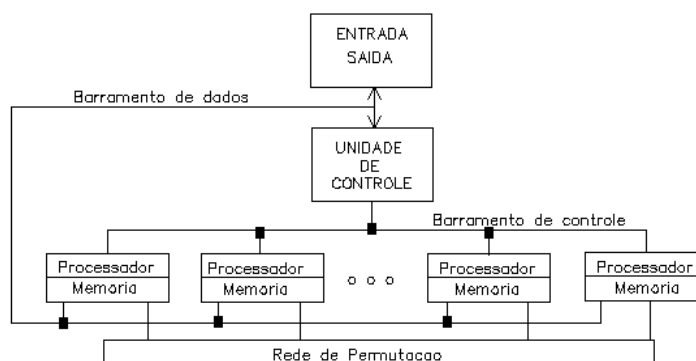 ENTRADA
SAIDA
Barramento de dados
UNIDADE
DE
CONTROLE
Barramento de controle
Processador
Memoria
Processador
Memoria
Processador
Memoria
Processador
Memoria
Rede de Permutacao